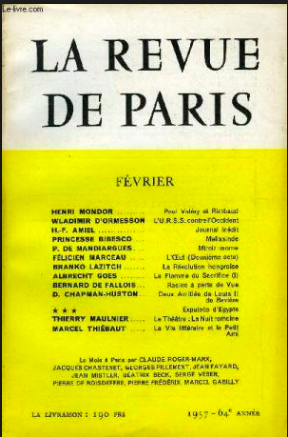 Le-livre.com
LA REVUE
DE PARIS
FÉVRIER
HENRI MONDOR .......... Paul Valéry et Rimbaud
WLADIMIR D'ORMESSON L'U.R.S.S. contre l'Occident
H.-F. AMIEL .......... Journal inédit
PRINCESSE BIBESCO ... Melissinde
P. DE MANDIARGUES .. Miroir morne
FÉLICIEN MARCEAU .... L'Œuf (Deuxième acte)
BRANKO LAZITCH ...... La Révolution hongroise
ALBRECHT GOES ...... La Flamme du Sacrifice (I)
BERNARD DE FALLOIS.. Racine à perte de Vue
D. CHAPMAN-HUSTON.. Deux Amitiés de Louis II
de Bavière
★ ★ ★ Expulsés d'Égypte
THIERRY MAULNIER.... Le Théâtre : La Nuit romaine
MARCEL THIÉBAUT .... La Vie littéraire et le Petit
Ami
Le Mois à Paris par CLAUDE ROGER-MARX,
JACQUES CHASTENET, GEORGES PILLEMENT, JEAN FAYARD,
JEAN MISTLER, BÉATRIX BECK, SERGE VEBER,
PIERRE DE BOISDEFFRE, PIERRE FRÉDÉRIX, MARCEL GABILLY
LA LIVRAISON : 190 FRS 1957 - 64e ANNÉE